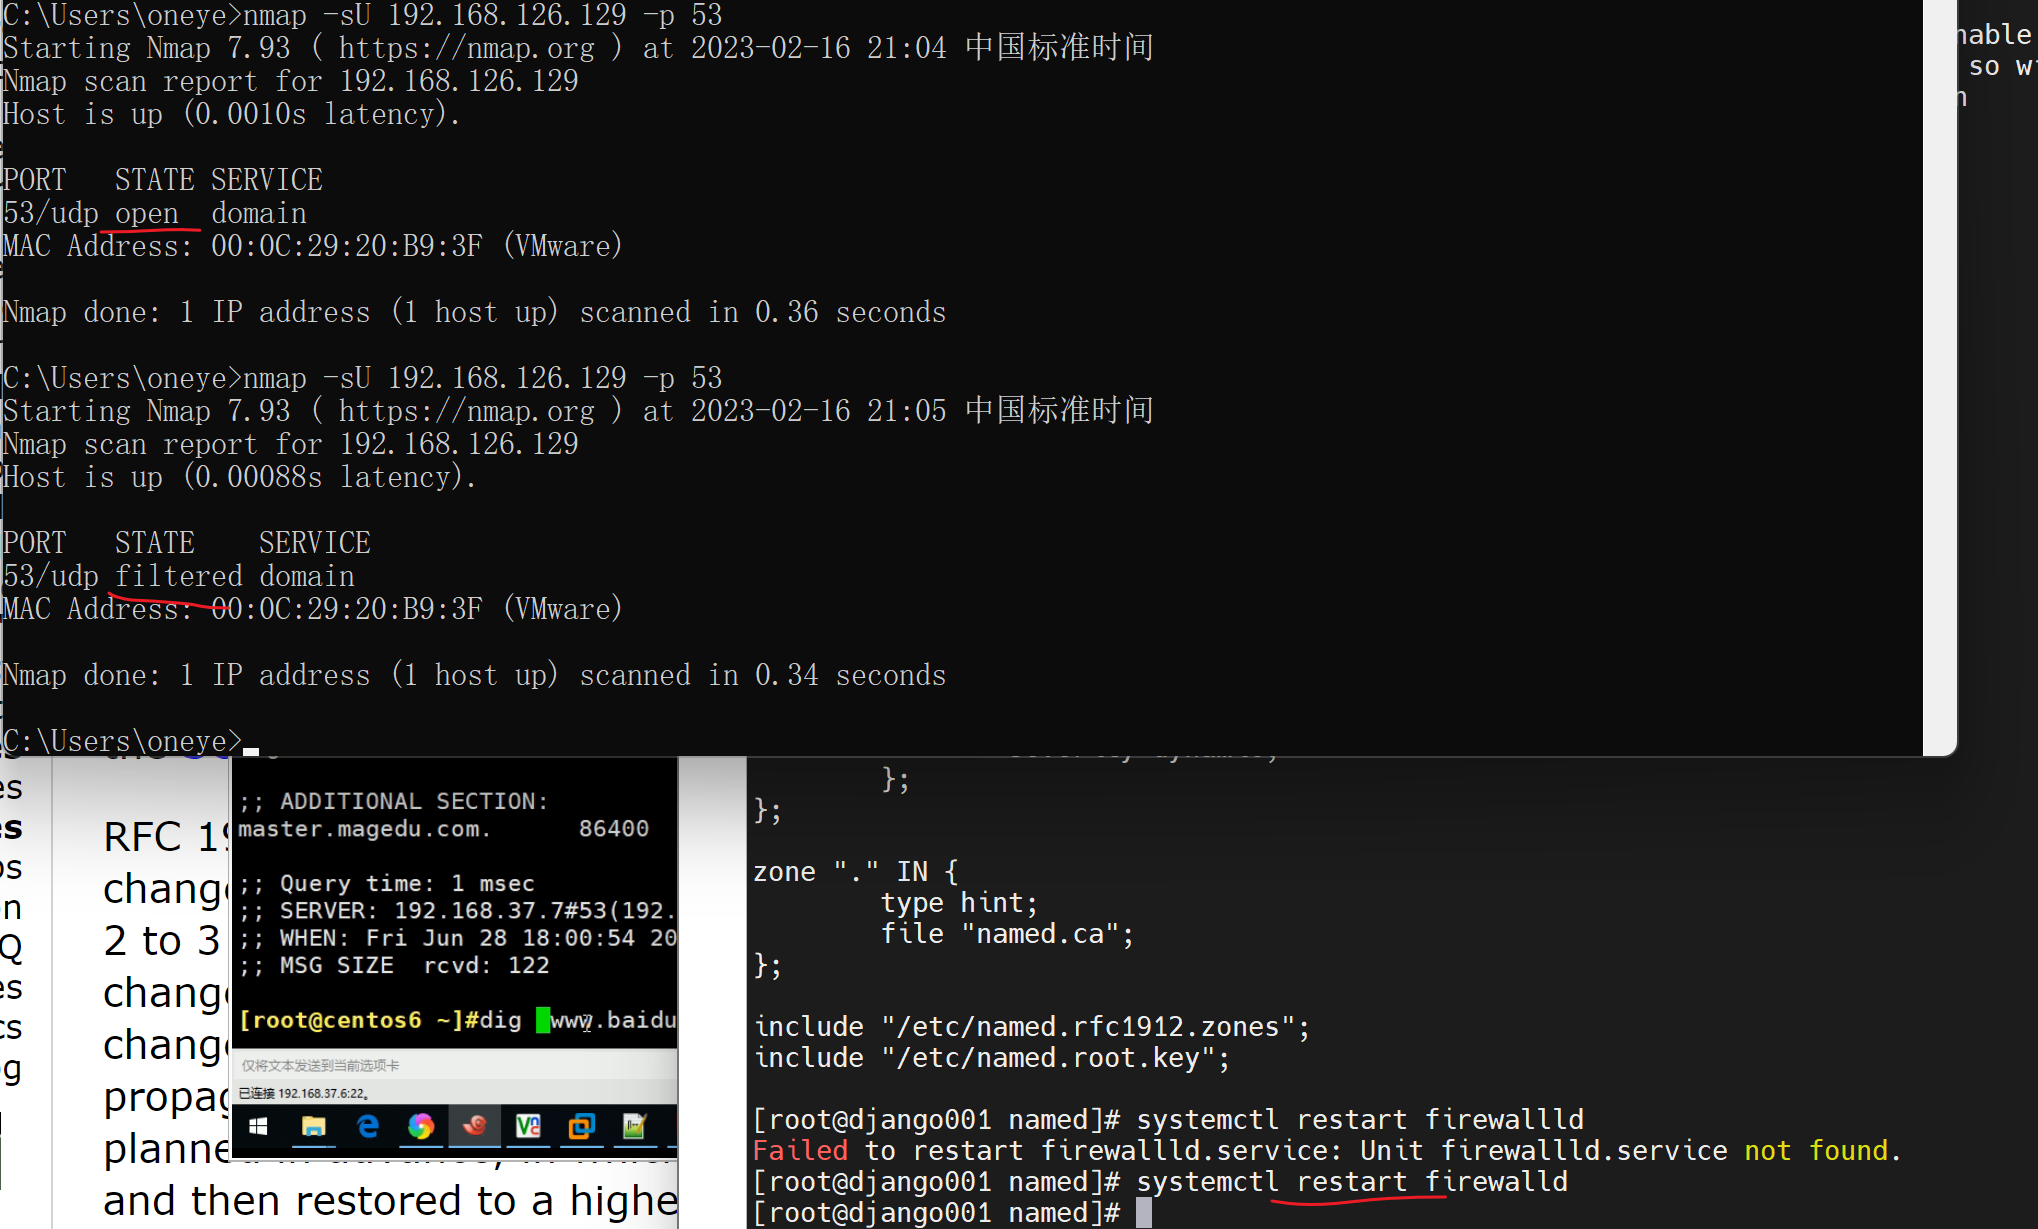 C:\Users\oneye>nmap -sU 192.168.126.129 -p 53
Starting Nmap 7.93 ( https://nmap.org ) at 2023-02-16 21:04 中国标准时间
Nmap scan report for 192.168.126.129
Host is up (0.0010s latency).
PORT   STATE SERVICE
53/udp open  domain
MAC Address: 00:0C:29:20:B9:3F (VMware)
Nmap done: 1 IP address (1 host up) scanned in 0.36 seconds
C:\Users\oneye>nmap -sU 192.168.126.129 -p 53
Starting Nmap 7.93 ( https://nmap.org ) at 2023-02-16 21:05 中国标准时间
Nmap scan report for 192.168.126.129
Host is up (0.00088s latency).
PORT   STATE    SERVICE
53/udp filtered domain
MAC Address: 00:0C:29:20:B9:3F (VMware)
Nmap done: 1 IP address (1 host up) scanned in 0.34 seconds
C:\Users\oneye>
nable
so w
n
es
es
os
on
Q
es
cs
og
RFC 19
change
2 to 3
change
change
propag
planne
and then restored to a highe
;; ADDITIONAL SECTION:
master.magedu.com.      86400
;; Query time: 1 msec
;; SERVER: 192.168.37.7#53(192.
;; WHEN: Fri Jun 28 18:00:54 20
;; MSG SIZE  rcvd: 122
[root@centos6 ~]#dig www.baidu
仅将文本发送到当前选项卡
已连接 192.168.37.6:22。
};
};
zone "." IN {
        type hint;
        file "named.ca";
};
include "/etc/named.rfc1912.zones";
include "/etc/named.root.key";
[root@django001 named]# systemctl restart firewallld
Failed to restart firewallld.service: Unit firewallld.service not found.
[root@django001 named]# systemctl restart firewalld
[root@django001 named]#